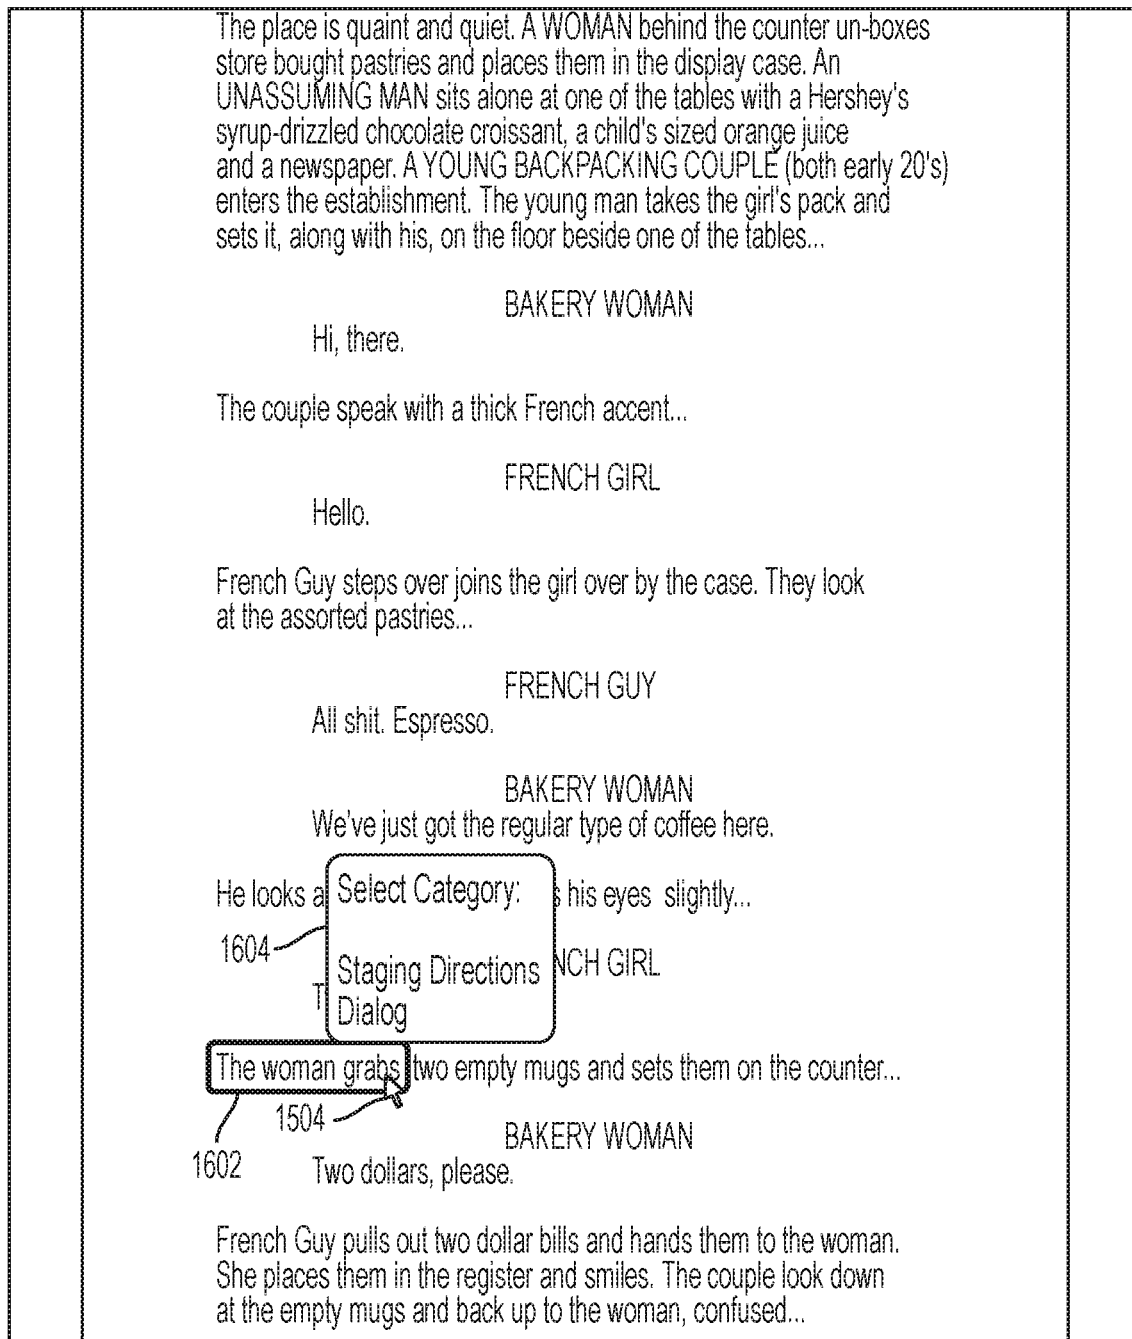 The place is quaint and quiet. A WOMAN behind the counter un-boxes
store bought pastries and places them in the display case. An
UNASSUMING MAN sits alone at one of the tables with a Hershey's
syrup-drizzled chocolate croissant, a child's sized orange juice
and a newspaper. A YOUNG BACKPACKING COUPLE (both early 20's)
enters the establishment. The young man takes the girl's pack and
sets it, along with his, on the floor beside one of the tables...
BAKERY WOMAN
Hi, there.
The couple speak with a thick French accent...
FRENCH GIRL
Hello.
French Guy steps over joins the girl over by the case. They look
at the assorted pastries...
FRENCH GUY
All shit. Espresso.
BAKERY WOMAN
We've just got the regular type of coffee here.
He looks a
Select Category:
his eyes slightly...
1604
Staging Directions
NCH GIRL
T
Dialog
The woman grabs two empty mugs and sets them on the counter...
1504
BAKERY WOMAN
1602
Two dollars, please.
French Guy pulls out two dollar bills and hands them to the woman.
She places them in the register and smiles. The couple look down
at the empty mugs and back up to the woman, confused...